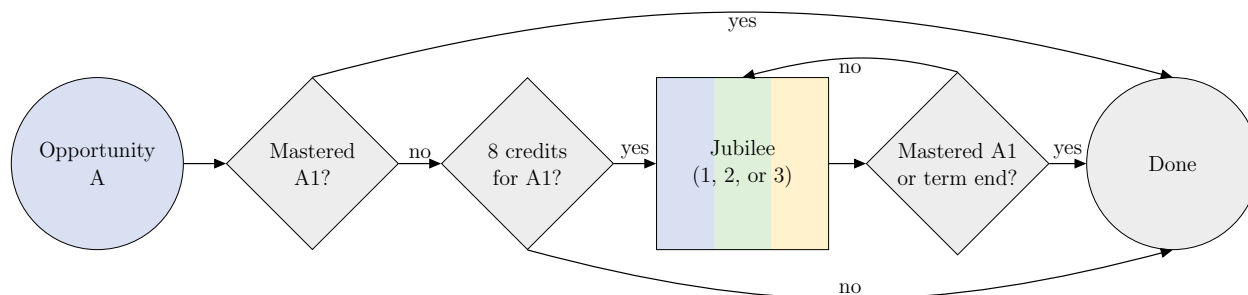 yes
no
Opportunity
A
Mastered
A1?
no
8 credits
for A1?
yes
Jubilee
(1, 2, or 3)
Mastered A1
or term end?
yes
Done
no